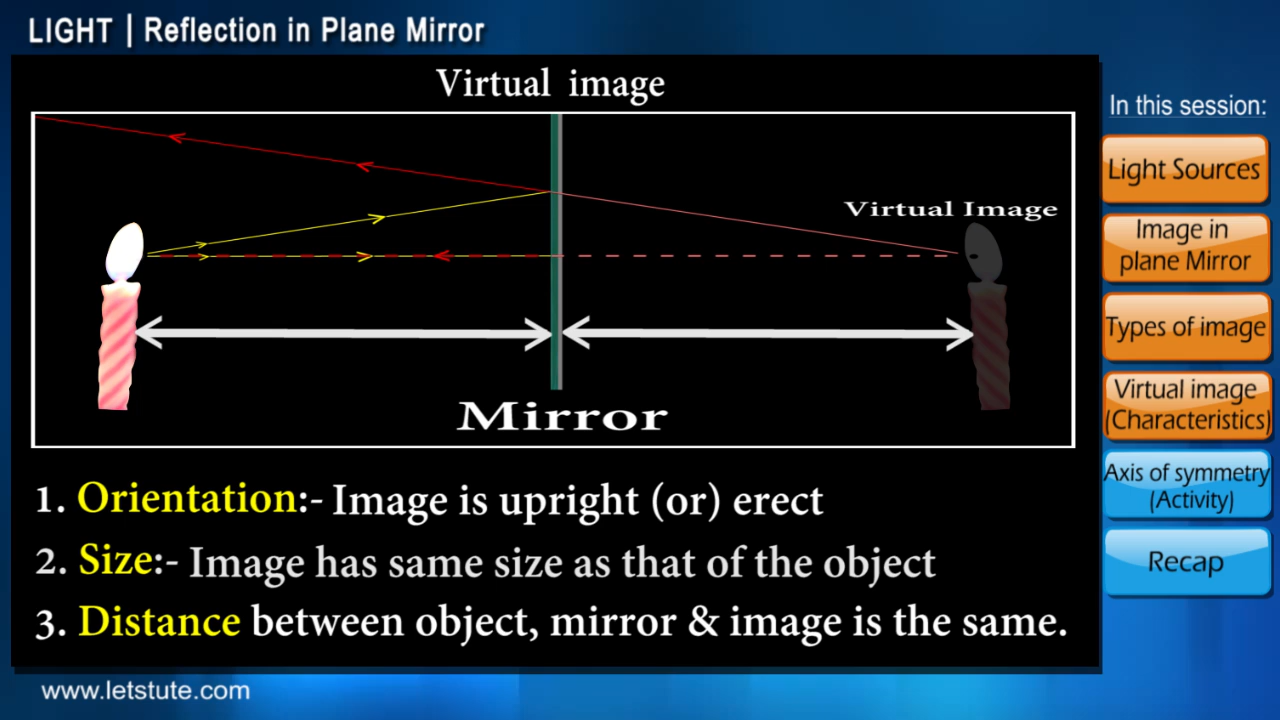 LIGHT | Reflection in Plane Mirror
Virtual image
Virtual Image
Mirror
1. Orientation:- Image is upright (or) erect
2. Size:- Image has same size as that of the object
3. Distance between object, mirror & image is the same.
In this session:
Light Sources
Image in
plane Mirror
Types of image
Virtual image
(Characteristics)
Axis of symmetry
(Activity)
Recap
www.letstute.com